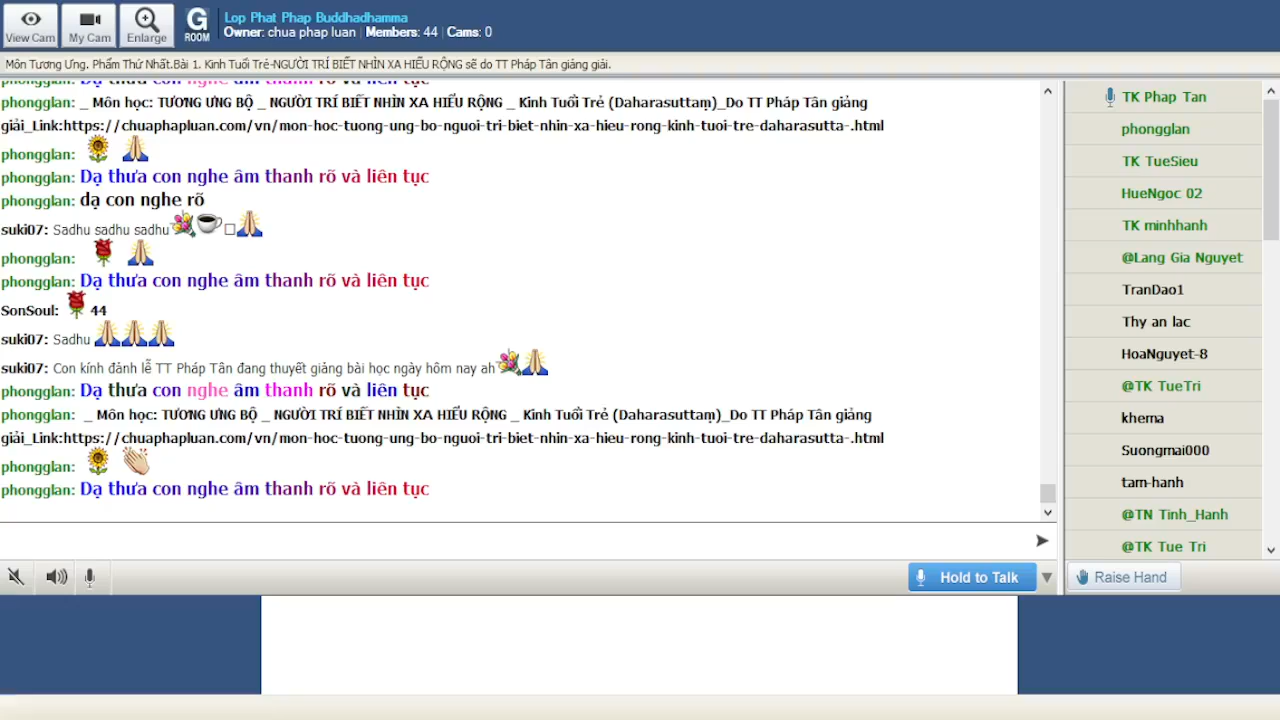 View Cam
My Cam
Enlarge
G
ROOM
Lop Phat Phap Buddhadhamma
Owner: chua phap luan | Members: 44 | Cams: 0
Môn Tương Ưng. Phẩm Thứ Nhất.Bài 1. Kinh Tuổi Trẻ-NGƯỜI TRÍ BIẾT NHÌN XA HIỂU RỘNG sẽ do TT Pháp Tân giảng giải.
phongglan: Dạ thưa con nghe âm thanh rõ và liên tục
phongglan: _ Môn học: TƯƠNG ƯNG BỘ _ NGƯỜI TRÍ BIẾT NHÌN XA HIỂU RỘNG _ Kinh Tuổi Trẻ (Daharasuttaṃ)_Do TT Pháp Tân giảng
giải_Link:https://chuaphapluan.com/vn/mon-hoc-tuong-ung-bo-nguoi-tri-biet-nhin-xa-hieu-rong-kinh-tuoi-tre-daharasutta-.html
phongglan:
phongglan: Dạ thưa con nghe âm thanh rõ và liên tục
phongglan: dạ con nghe rõ
suki07: Sadhu sadhu sadhu
phongglan:
phongglan: Dạ thưa con nghe âm thanh rõ và liên tục
SonSoul: 44
suki07: Sadhu
suki07: Con kính đảnh lễ TT Pháp Tân đang thuyết giảng bài học ngày hôm nay ah
phongglan: Dạ thưa con nghe âm thanh rõ và liên tục
phongglan: _ Môn học: TƯƠNG ƯNG BỘ _ NGƯỜI TRÍ BIẾT NHÌN XA HIỂU RỘNG _ Kinh Tuổi Trẻ (Daharasuttaṃ)_Do TT Pháp Tân giảng
giải_Link:https://chuaphapluan.com/vn/mon-hoc-tuong-ung-bo-nguoi-tri-biet-nhin-xa-hieu-rong-kinh-tuoi-tre-daharasutta-.html
phongglan:
phongglan: Dạ thưa con nghe âm thanh rõ và liên tục
TK Phap Tan
phongglan
TK TueSieu
HueNgoc 02
TK minhhanh
@Lang Gia Nguyet
TranDao1
Thy an lac
HoaNguyet-8
@TK TueTri
khema
Suongmai000
tam-hanh
@TN Tinh_Hanh
@TK Tue Tri
Hold to Talk
Raise Hand